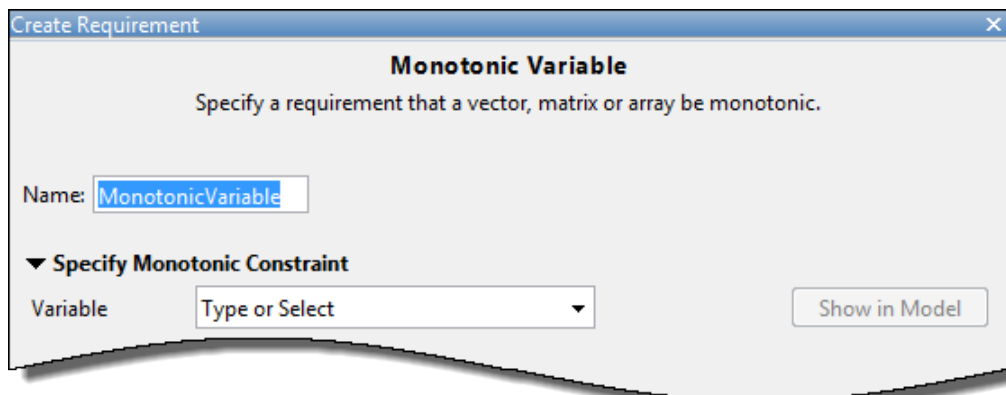 Create Requirement
Monotonic Variable
Specify a requirement that a vector, matrix or array be monotonic.
Name: MonotonicVariable
Specify Monotonic Constraint
Variable Type or Select Show in Model